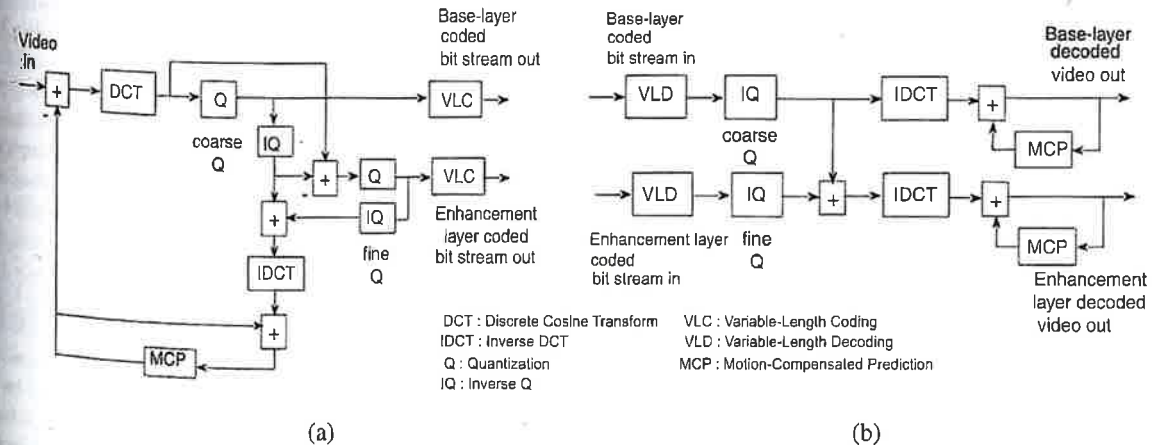 Video
In
+
-
DCT
Q
coarse
Q
IQ
+
-
Q
VLC
Base-layer
coded
bit stream out
VLC
Enhancement
layer coded
bit stream out
+
IQ
fine
Q
IDCT
+
MCP
(a)
Base-layer
coded
bit stream in
VLD
IQ
coarse
Q
IDCT
+
MCP
Base-layer
decoded
video out
VLD
IQ
Enhancement layer
coded
bit stream in
fine
Q
+
IDCT
+
MCP
Enhancement
layer decoded
video out
DCT : Discrete Cosine Transform
IDCT : Inverse DCT
Q : Quantization
IQ : Inverse Q
VLC : Variable-Length Coding
VLD : Variable-Length Decoding
MCP : Motion-Compensated Prediction
(b)